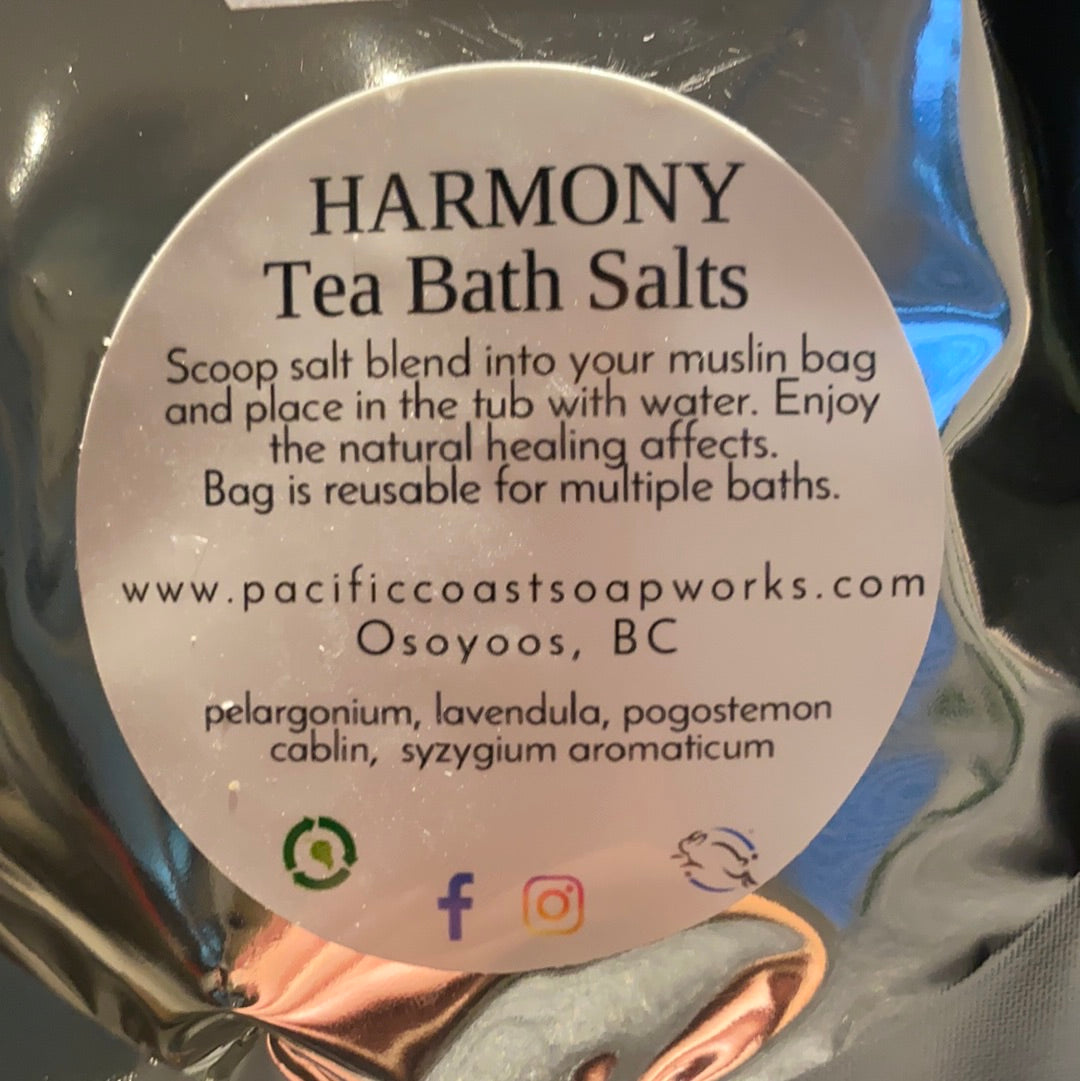 HARMONY
Tea Bath Salts
Scoop salt blend into your muslin bag
and place in the tub with water. Enjoy
the natural healing affects.
Bag is reusable for multiple baths.
www.pacificcoastsoapworks.com
Osoyoos, BC
pelargonium, lavendula, pogostemon
cablin, syzygium aromaticum